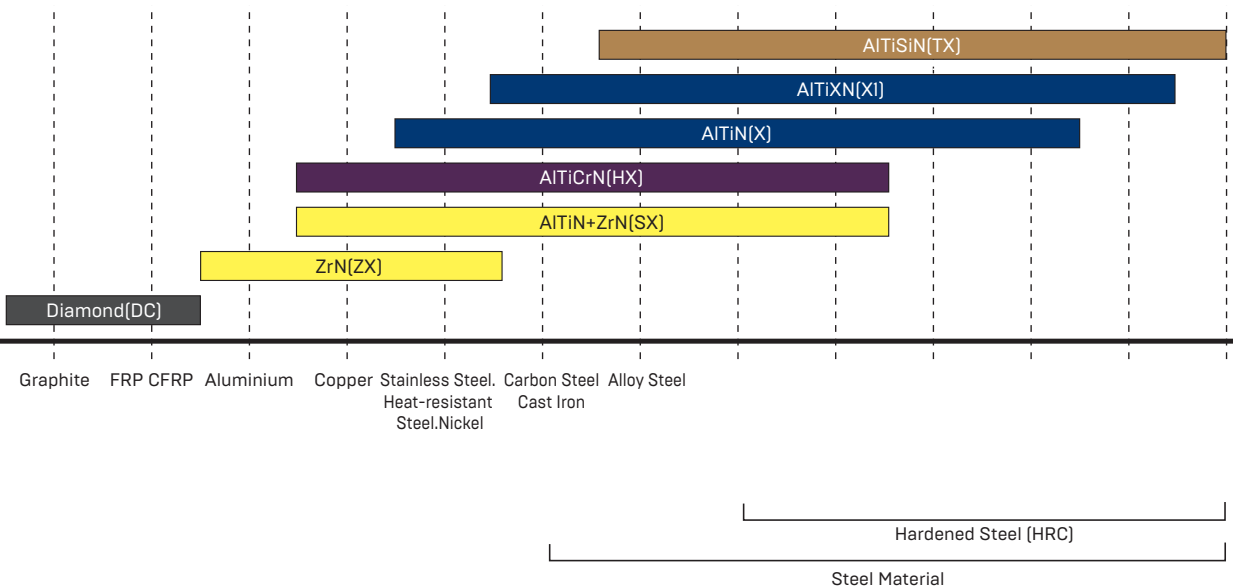 AlTiSiN(TX)
AlTiXN(X1)
AlTiN(X)
AlTiCrN(HX)
AlTiN+ZrN(SX)
ZrN(ZX)
Diamond(DC)
Graphite
FRP CFRP
Aluminium
Copper
Stainless Steel.
Heat-resistant
Steel.Nickel
Carbon Steel
Cast Iron
Alloy Steel
Hardened Steel (HRC)
Steel Material